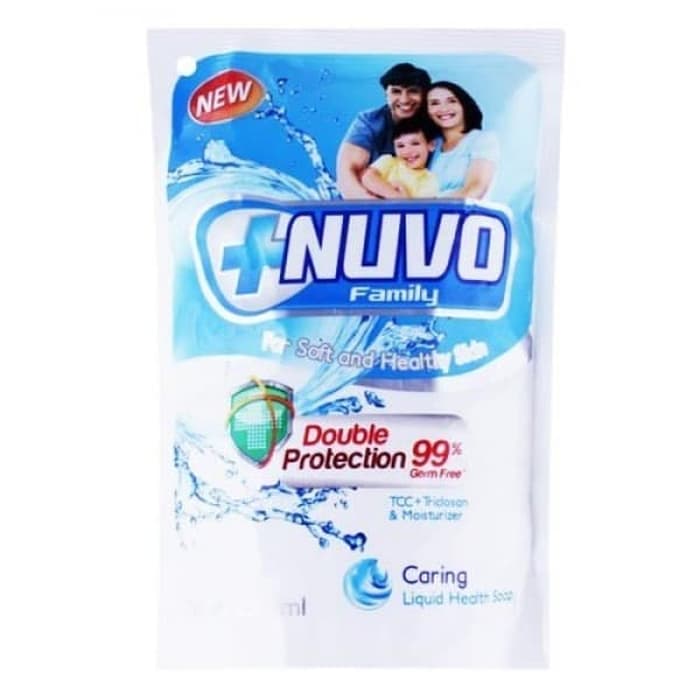 NEW
NUVO
Family
For Soft and Healthy Skin
Double
Protection 99%
Germ Free*
TCC + Triclosan
& Moisturizer
Caring
Liquid Health Soap
ml